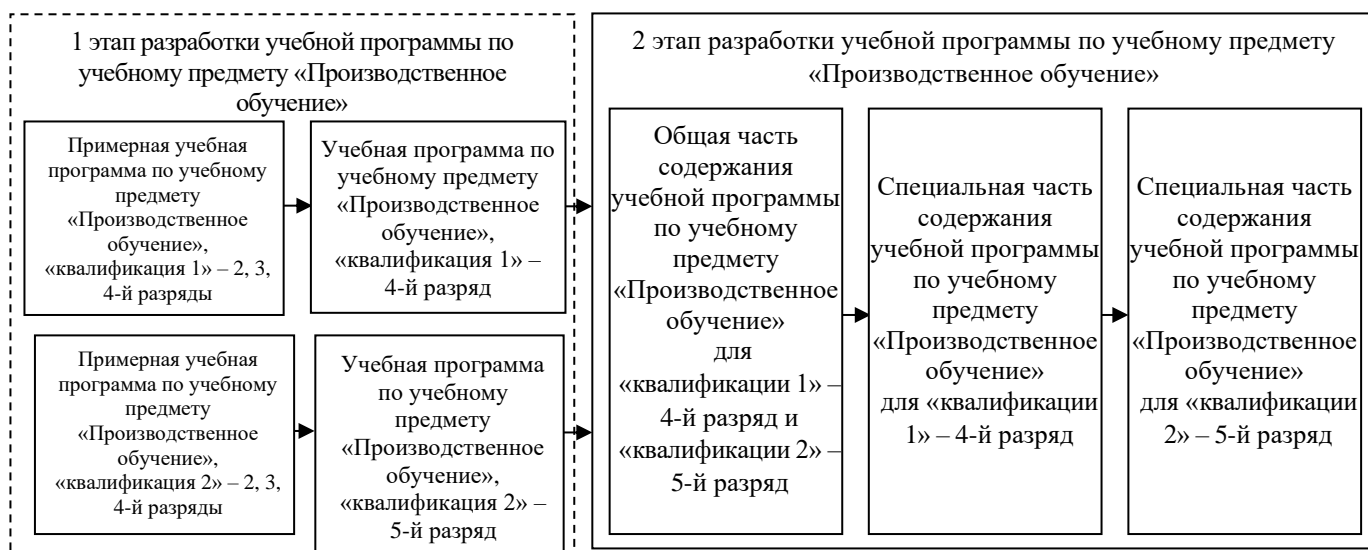 1 этап разработки учебной программы по
учебному предмету «Производственное
обучение»
Примерная учебная
программа по учебному
предмету
«Производственное
обучение»,
«квалификация 1» – 2, 3,
4-й разряды
Учебная программа по
учебному предмету
«Производственное
обучение»,
«квалификация 1» –
4-й разряд
Примерная учебная
программа по учебному
предмету
«Производственное
обучение»,
«квалификация 2» – 2, 3,
4-й разряды
Учебная программа
по учебному
предмету
«Производственное
обучение»,
«квалификация 2» –
5-й разряд
2 этап разработки учебной программы по учебному предмету
«Производственное обучение»
Общая часть
содержания
учебной программы
по учебному
предмету
«Производственное
обучение»
для
«квалификации 1» –
4-й разряд и
«квалификации 2» –
5-й разряд
Специальная часть
содержания
учебной программы
по учебному
предмету
«Производственное
обучение»
для «квалификации
1» – 4-й разряд
Специальная часть
содержания
учебной программы
по учебному
предмету
«Производственное
обучение»
для «квалификации
2» – 5-й разряд